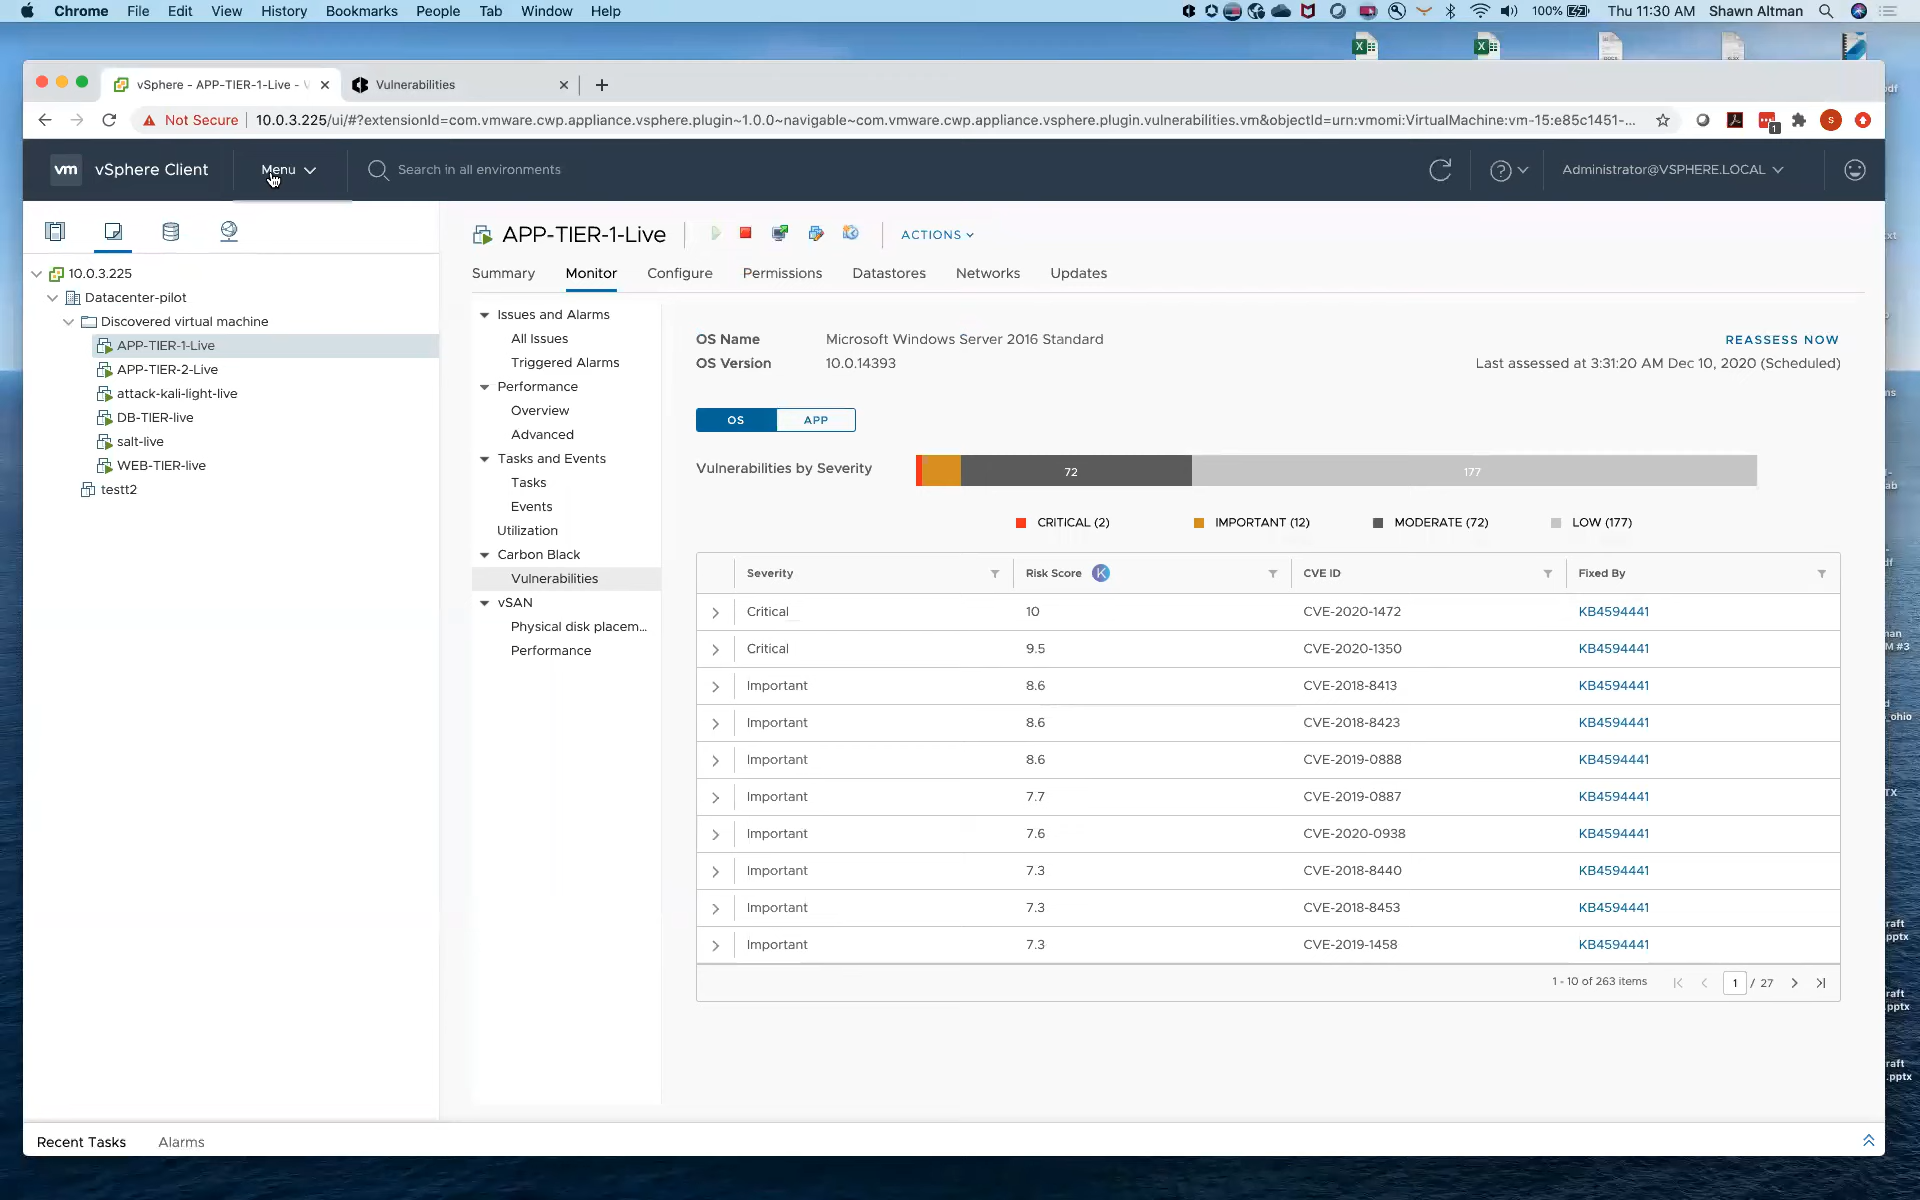 Chrome File Edit View History Bookmarks People Tab Window Help 100% Thu 11:30 AM Shawn Altman
vSphere - APP-TIER-1-Live - Vulnerabilities
Not Secure 10.0.3.225/ui/#?extensionId=com.vmware.cwp.appliance.vsphere.plugin~1.0.0~navigable~com.vmware.cwp.appliance.vsphere.plugin.vulnerabilities.vm&objectId=urn:vmomi:VirtualMachine:vm-15:e85c1451-... 1 S
vm vSphere Client Menu Search in all environments Administrator@VSPHERE.LOCAL
10.0.3.225
Datacenter-pilot
Discovered virtual machine
APP-TIER-1-Live
APP-TIER-2-Live
attack-kali-light-live
DB-TIER-live
salt-live
WEB-TIER-live
testt2
APP-TIER-1-Live ACTIONS
Summary Monitor Configure Permissions Datastores Networks Updates
Issues and Alarms
All Issues
Triggered Alarms
Performance
Overview
Advanced
Tasks and Events
Tasks
Events
Utilization
Carbon Black
Vulnerabilities
vSAN
Physical disk placem...
Performance
OS Name Microsoft Windows Server 2016 Standard REASSESS NOW
OS Version 10.0.14393 Last assessed at 3:31:20 AM Dec 10, 2020 (Scheduled)
OS APP
Vulnerabilities by Severity 72 177
CRITICAL (2) IMPORTANT (12) MODERATE (72) LOW (177)
Severity Risk Score K CVE ID Fixed By
Critical 10 CVE-2020-1472 KB4594441
Critical 9.5 CVE-2020-1350 KB4594441
Important 8.6 CVE-2018-8413 KB4594441
Important 8.6 CVE-2018-8423 KB4594441
Important 8.6 CVE-2019-0888 KB4594441
Important 7.7 CVE-2019-0887 KB4594441
Important 7.6 CVE-2020-0938 KB4594441
Important 7.3 CVE-2018-8440 KB4594441
Important 7.3 CVE-2018-8453 KB4594441
Important 7.3 CVE-2019-1458 KB4594441
1 - 10 of 263 items 1 / 27
Recent Tasks Alarms